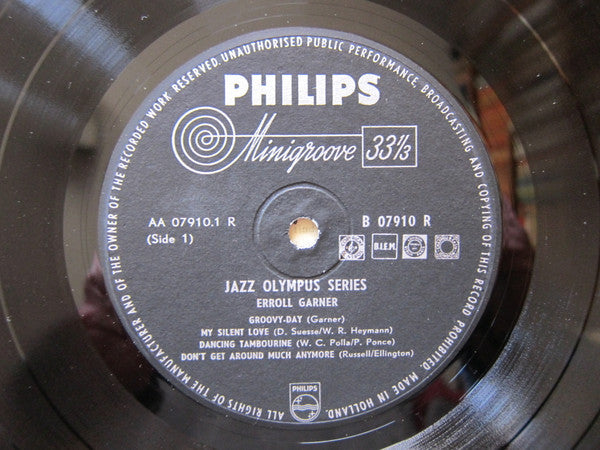 ALL RIGHTS OF THE MANUFACTURER AND OF THE OWNER OF THE RECORDED WORK RESERVED. UNAUTHORISED PUBLIC PERFORMANCE, BROADCASTING AND COPYING OF THIS RECORD PROHIBITED. MADE IN HOLLAND.
PHILIPS
Minigroove 33⅓
AA 07910.1 R
(Side 1)
B 07910 R
B.I.E.M.
JAZZ OLYMPUS SERIES
ERROLL GARNER
GROOVY-DAY (Garner)
MY SILENT LOVE (D. Suesse/W. R. Heymann)
DANCING TAMBOURINE (W. C. Polla/P. Ponce)
DON'T GET AROUND MUCH ANYMORE (Russell/Ellington)
PHILIPS